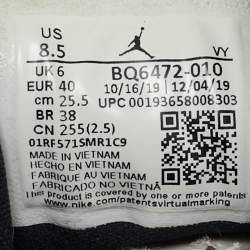 US
8.5
VY
UK 6
BQ6472-010
EUR 40
10/16/19
12/04/19
cm 25.5
UPC 00193658008303
BR 38
CN 255(2.5)
01RF571SMR1C9
MADE IN VIETNAM
HECHO EN VIETNAM
FABRIQUE AU VIETNAM
FABRICADO NO VIETNÃ
This product may be covered by one or more patents
www.nike.com/patentsvirtualmarking